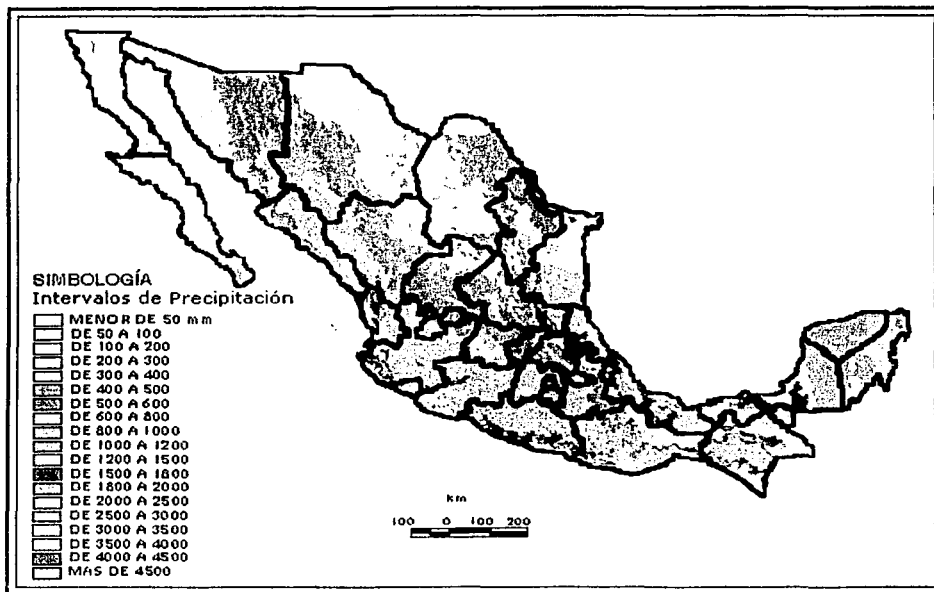 SIMBOLOGÍA
Intervalos de Precipitación
MENOR DE 50 mm
DE 50 A 100
DE 100 A 200
DE 200 A 300
DE 300 A 400
DE 400 A 500
DE 500 A 600
DE 600 A 800
DE 800 A 1000
DE 1000 A 1200
DE 1200 A 1500
DE 1500 A 1800
DE 1800 A 2000
DE 2000 A 2500
DE 2500 A 3000
DE 3000 A 3500
DE 3500 A 4000
DE 4000 A 4500
MAS DE 4500
km
100 0 100 200